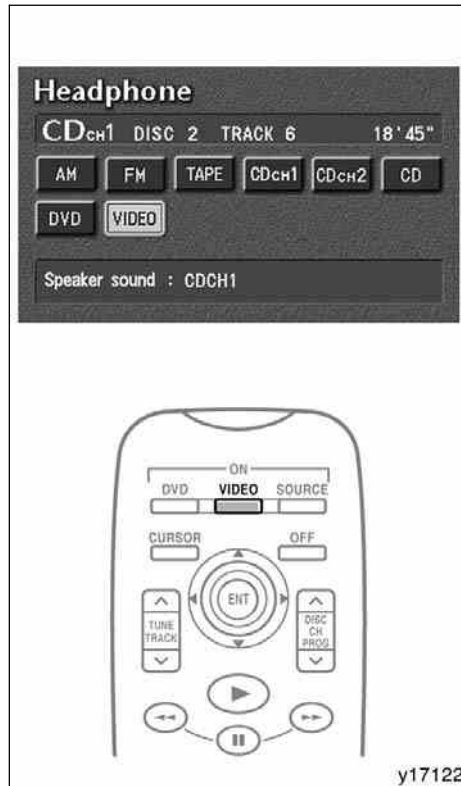 Headphone
CDCH1 DISC 2 TRACK 6 18'45"
AM FM TAPE CDCH1 CDCH2 CD
DVD VIDEO
Speaker sound : CDCH1
ON
DVD VIDEO SOURCE
CURSOR OFF
ENT
TUNE
TRACK
DISC
CH
PROG
y17122